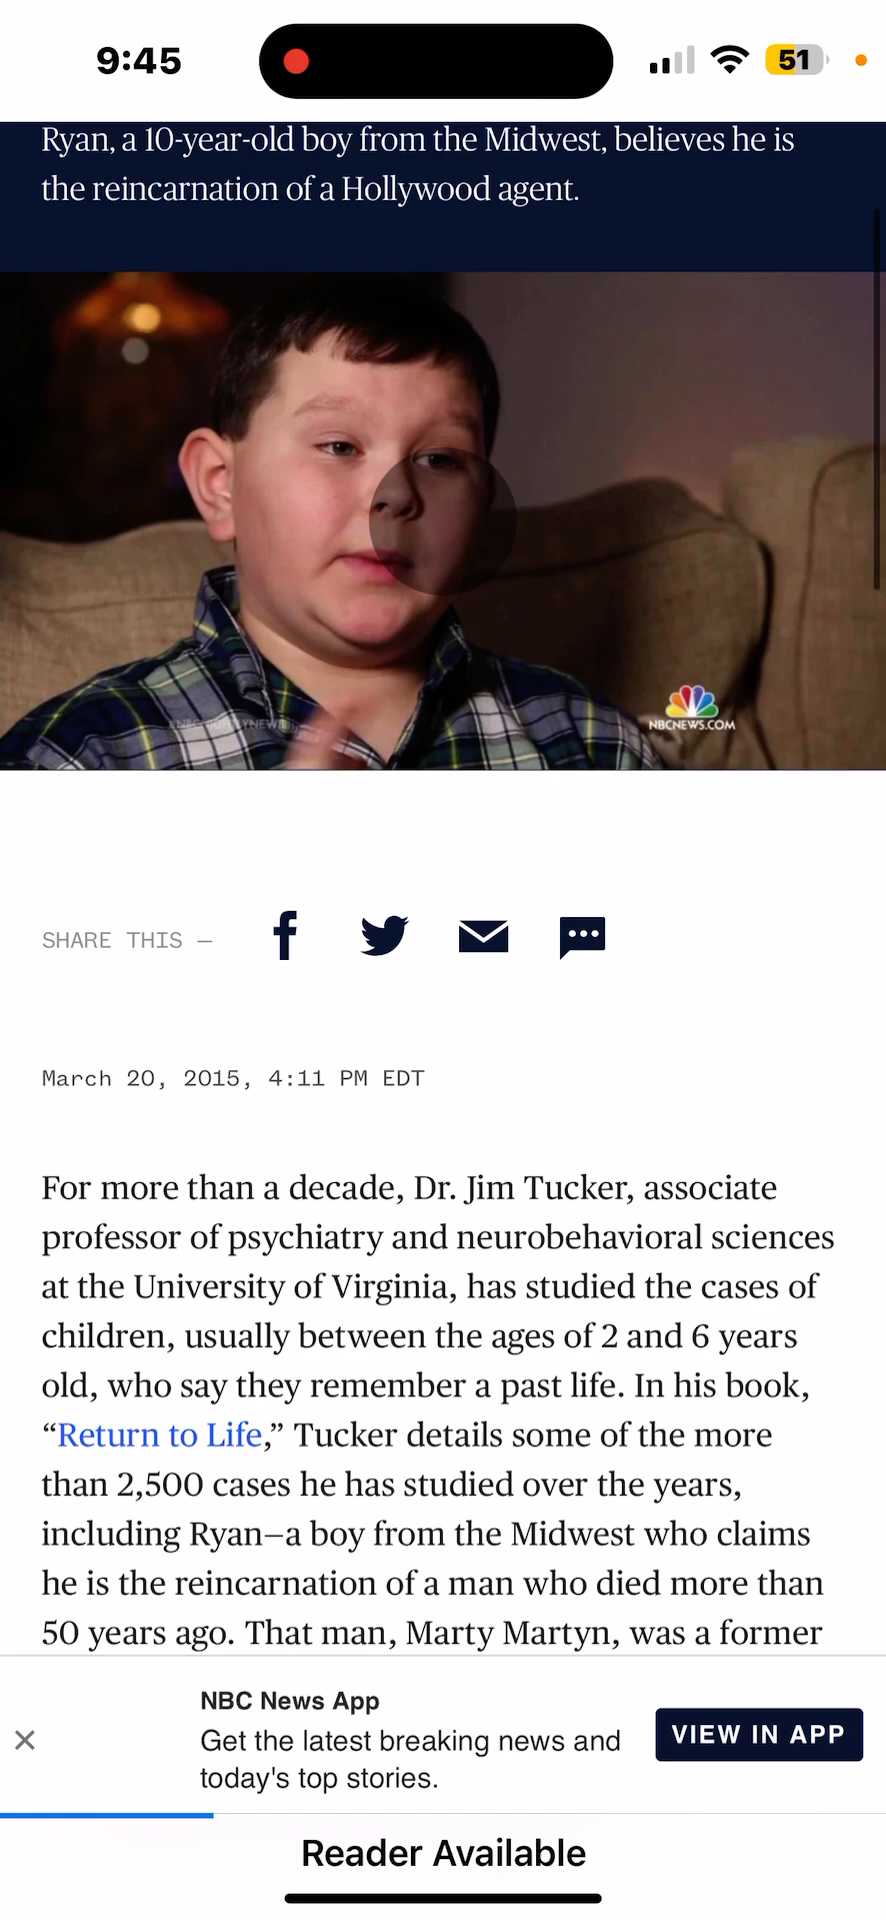 9:45
51
Ryan, a 10-year-old boy from the Midwest, believes he is
the reincarnation of a Hollywood agent.
NBCNEWS.COM
SHARE THIS —
March 20, 2015, 4:11 PM EDT
For more than a decade, Dr. Jim Tucker, associate
professor of psychiatry and neurobehavioral sciences
at the University of Virginia, has studied the cases of
children, usually between the ages of 2 and 6 years
old, who say they remember a past life. In his book,
“Return to Life,” Tucker details some of the more
than 2,500 cases he has studied over the years,
including Ryan—a boy from the Midwest who claims
he is the reincarnation of a man who died more than
50 years ago. That man, Marty Martyn, was a former
NBC News App
Get the latest breaking news and
today's top stories.
VIEW IN APP
Reader Available